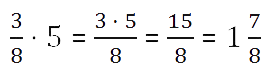 3/8 · 5 = (3 · 5)/8 = 15/8 = 1 7/8